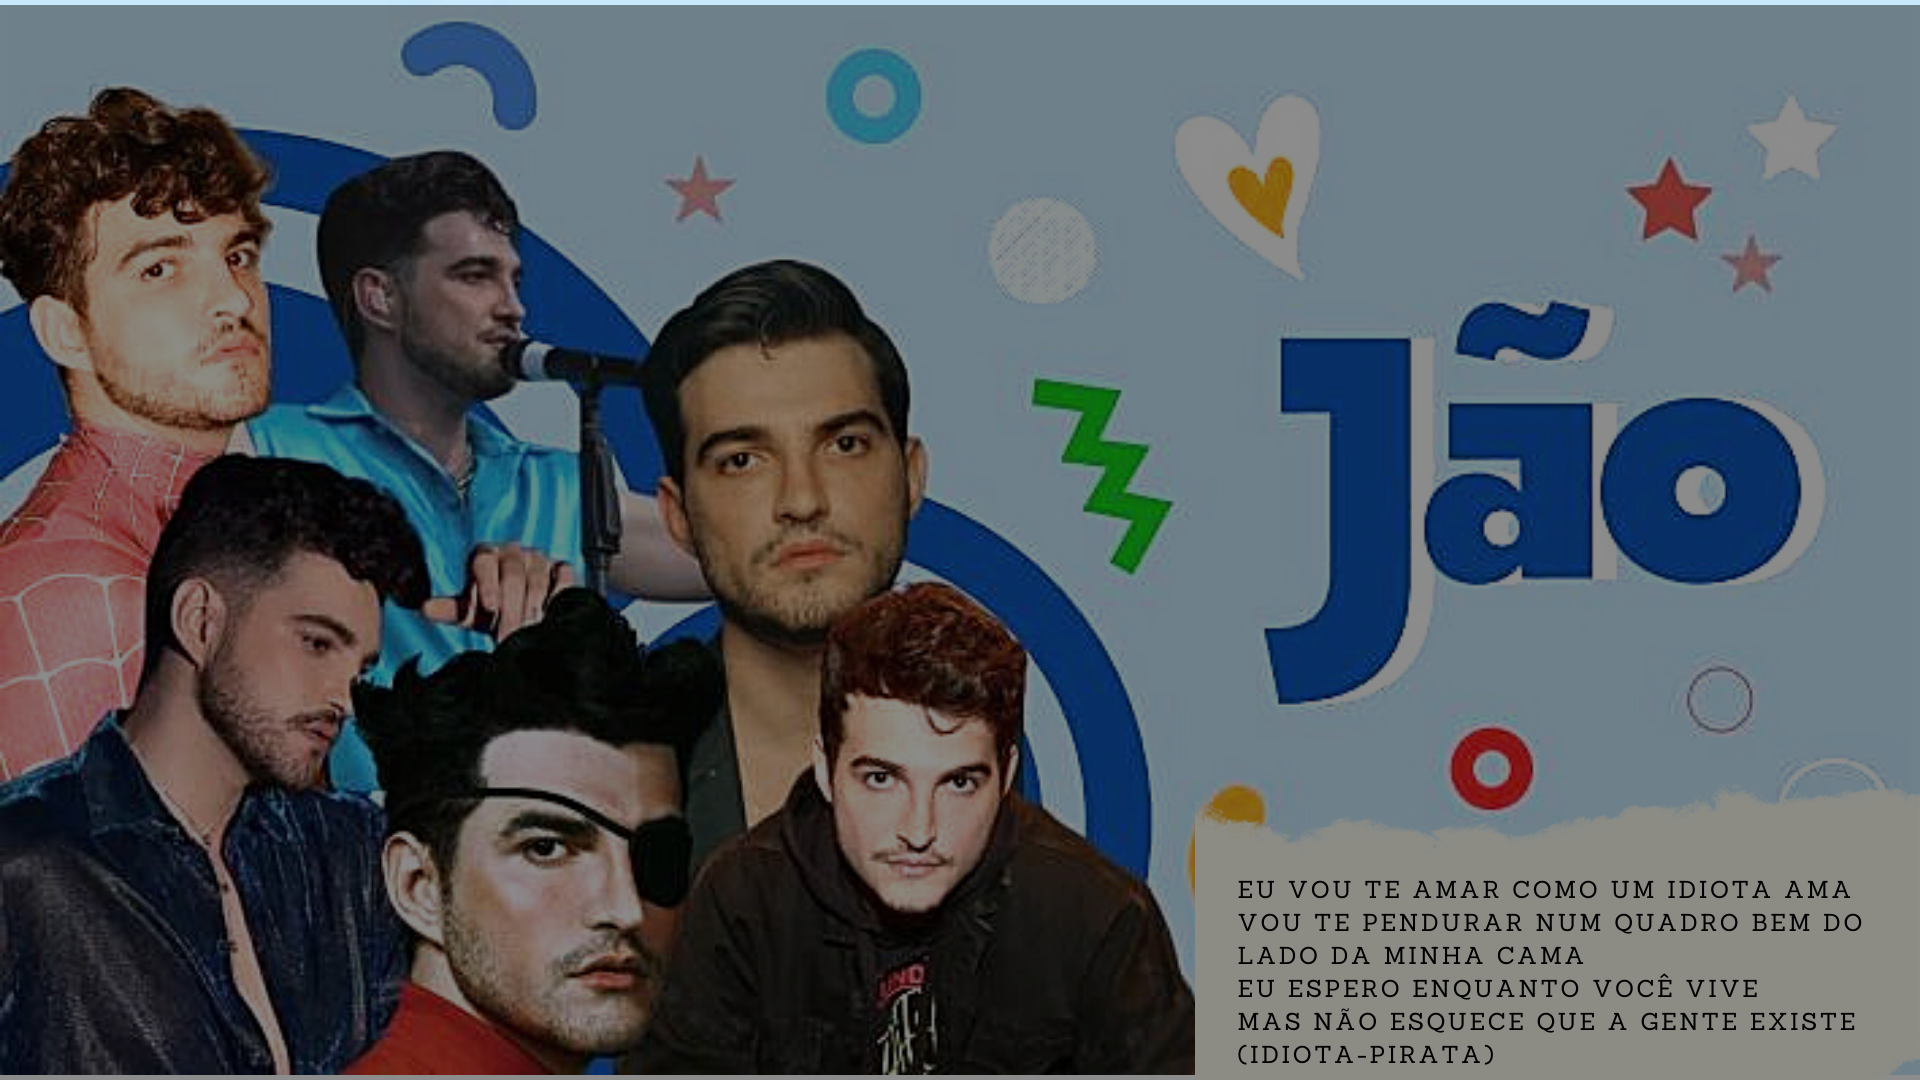 Jão
EU VOU TE AMAR COMO UM IDIOTA AMA
VOU TE PENDURAR NUM QUADRO BEM DO
LADO DA MINHA CAMA
EU ESPERO ENQUANTO VOCÊ VIVE
MAS NÃO ESQUECE QUE A GENTE EXISTE
(IDIOTA-PIRATA)